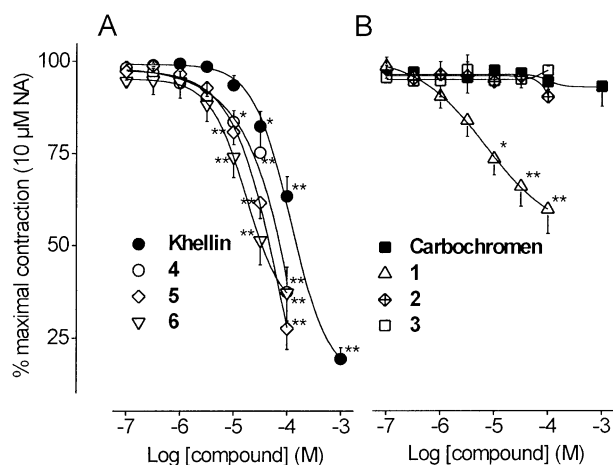 A
B
% maximal contraction (10 µM NA)
100
75
50
25
* * ** ** ** ** ** ** ** ** ** ** **
Khellin
4
5
6
* ** **
Carbochromen
1
2
3
-7 -6 -5 -4 -3
-7 -6 -5 -4 -3
Log [compound] (M)
Log [compound] (M)